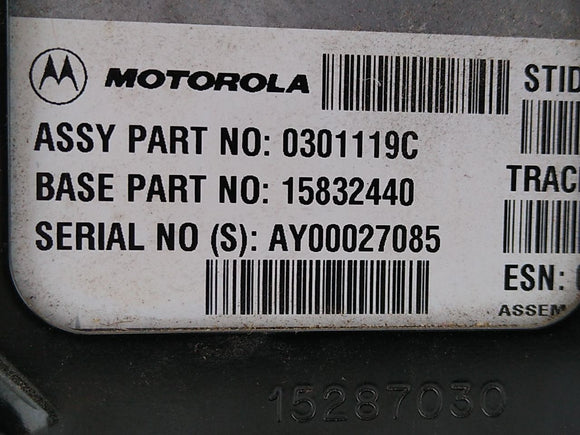 MOTOROLA
STID
ASSY PART NO: 0301119C
BASE PART NO: 15832440
TRAC
SERIAL NO (S): AY00027085
ESN:
ASSEM
15287030